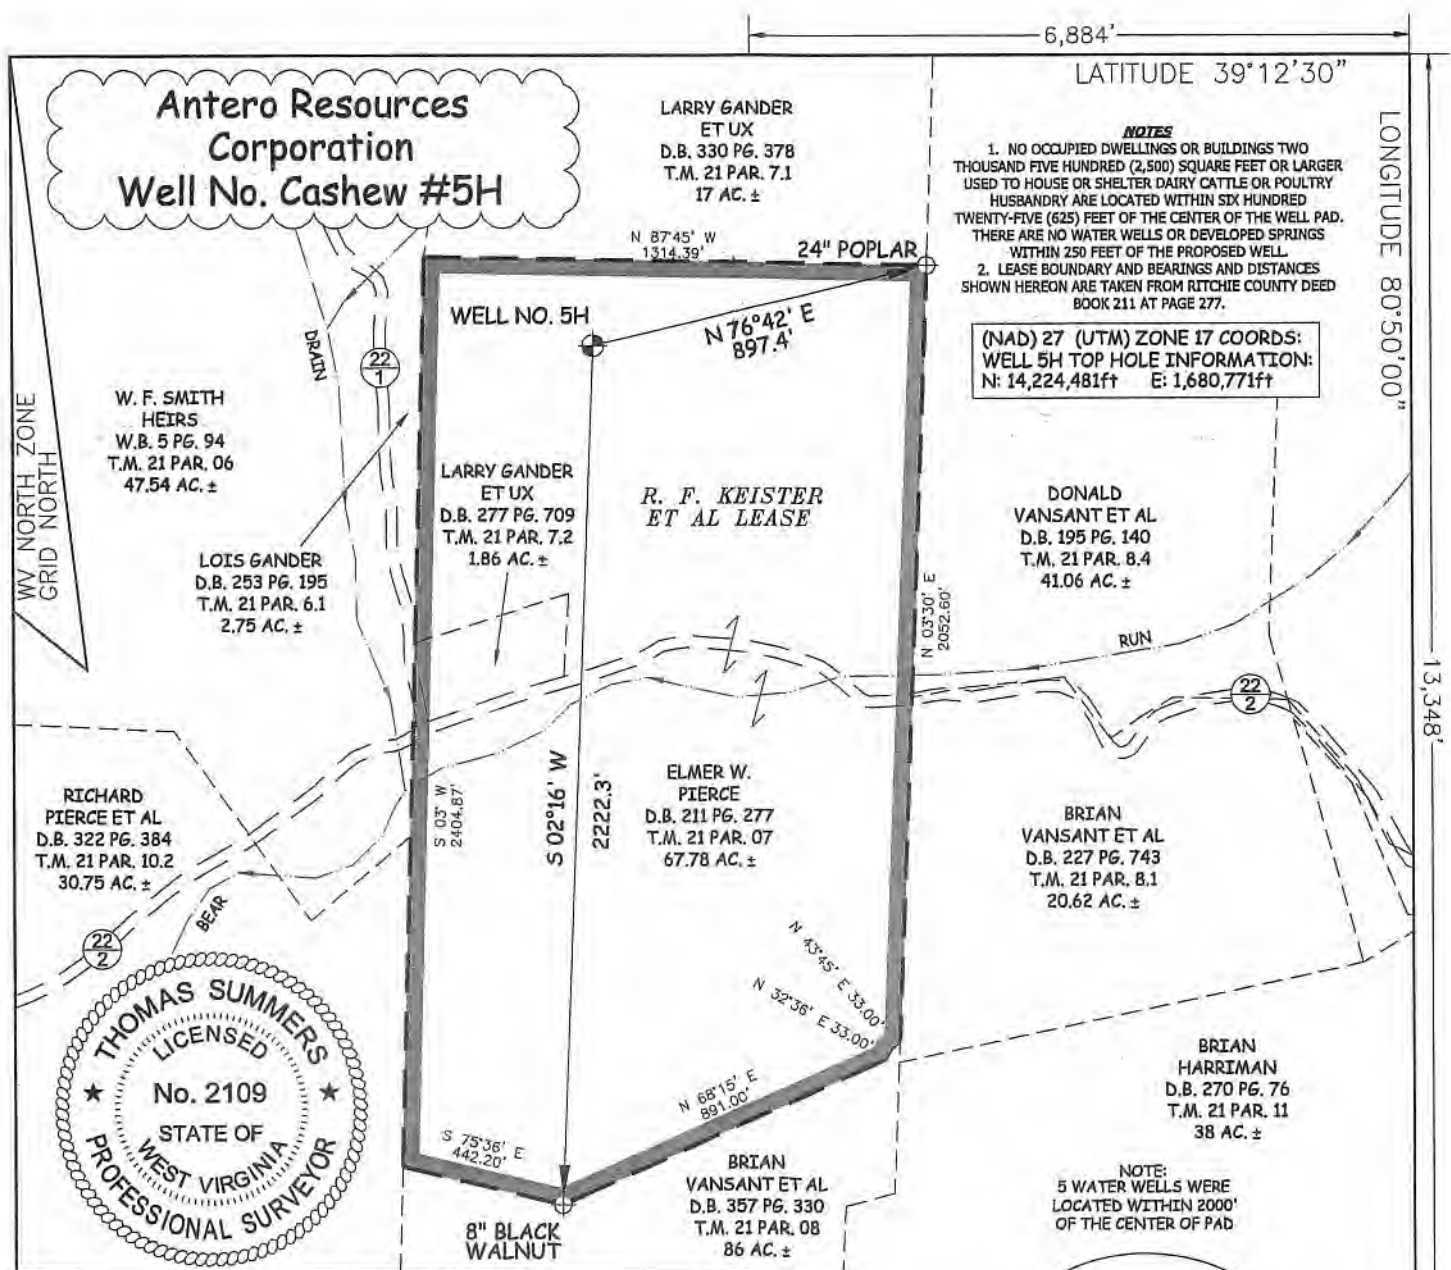 6,884'
LATITUDE 39°12'30"
LONGITUDE 80°50'00"
13,348'
Antero Resources
Corporation
Well No. Cashew #5H
LARRY GANDER
ET UX
D.B. 330 PG. 378
T.M. 21 PAR. 7.1
17 AC. ±
NOTES
1. NO OCCUPIED DWELLINGS OR BUILDINGS TWO
THOUSAND FIVE HUNDRED (2,500) SQUARE FEET OR LARGER
USED TO HOUSE OR SHELTER DAIRY CATTLE OR POULTRY
HUSBANDRY ARE LOCATED WITHIN SIX HUNDRED
TWENTY-FIVE (625) FEET OF THE CENTER OF THE WELL PAD.
THERE ARE NO WATER WELLS OR DEVELOPED SPRINGS
WITHIN 250 FEET OF THE PROPOSED WELL.
2. LEASE BOUNDARY AND BEARINGS AND DISTANCES
SHOWN HEREON ARE TAKEN FROM RITCHIE COUNTY DEED
BOOK 211 AT PAGE 277.
(NAD) 27 (UTM) ZONE 17 COORDS:
WELL 5H TOP HOLE INFORMATION:
N: 14,224,481ft E: 1,680,771ft
N 87°45' W
1314.39'
24" POPLAR
WELL NO. 5H
N 76°42' E
897.4'
DRAIN
22
1
WV NORTH ZONE
GRID NORTH
W. F. SMITH
HEIRS
W.B. 5 PG. 94
T.M. 21 PAR. 06
47.54 AC. ±
LARRY GANDER
ET UX
D.B. 277 PG. 709
T.M. 21 PAR. 7.2
1.86 AC. ±
R. F. KEISTER
ET AL LEASE
DONALD
VANSANT ET AL
D.B. 195 PG. 140
T.M. 21 PAR. 8.4
41.06 AC. ±
LOIS GANDER
D.B. 253 PG. 195
T.M. 21 PAR. 6.1
2.75 AC. ±
N 03°30' E
2052.60'
RUN
22
2
S 02°16' W
2222.3'
S 03° W
2404.87'
ELMER W.
PIERCE
D.B. 211 PG. 277
T.M. 21 PAR. 07
67.78 AC. ±
RICHARD
PIERCE ET AL
D.B. 322 PG. 384
T.M. 21 PAR. 10.2
30.75 AC. ±
BRIAN
VANSANT ET AL
D.B. 227 PG. 743
T.M. 21 PAR. 8.1
20.62 AC. ±
BEAR
22
2
N 43°45' E 33.00'
N 32°36' E 33.00'
THOMAS SUMMERS
LICENSED
No. 2109
STATE OF
WEST VIRGINIA
PROFESSIONAL SURVEYOR
N 68°15' E
891.00'
S 75°36' E
442.20'
BRIAN
HARRIMAN
D.B. 270 PG. 76
T.M. 21 PAR. 11
38 AC. ±
BRIAN
VANSANT ET AL
D.B. 357 PG. 330
T.M. 21 PAR. 08
86 AC. ±
NOTE:
5 WATER WELLS WERE
LOCATED WITHIN 2000'
OF THE CENTER OF PAD
8" BLACK
WALNUT